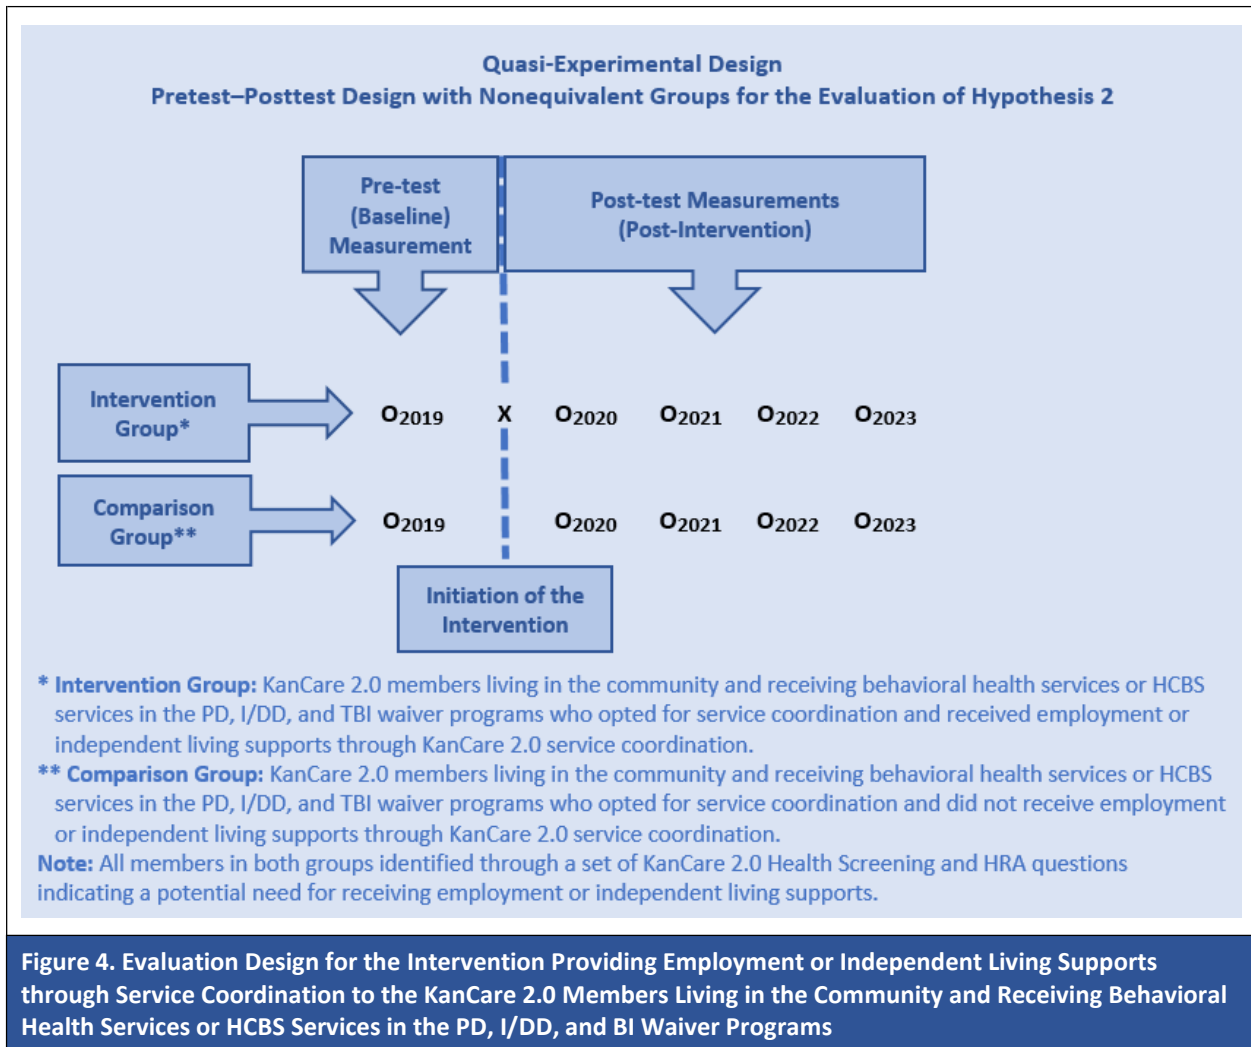 Quasi-Experimental Design
Pretest–Posttest Design with Nonequivalent Groups for the Evaluation of Hypothesis 2
Pre-test
(Baseline)
Measurement
Post-test Measurements
(Post-Intervention)
Intervention
Group*
O2019 X O2020 O2021 O2022 O2023
Comparison
Group**
O2019 O2020 O2021 O2022 O2023
Initiation of the
Intervention
* Intervention Group: KanCare 2.0 members living in the community and receiving behavioral health services or HCBS
services in the PD, I/DD, and TBI waiver programs who opted for service coordination and received employment or
independent living supports through KanCare 2.0 service coordination.
** Comparison Group: KanCare 2.0 members living in the community and receiving behavioral health services or HCBS
services in the PD, I/DD, and TBI waiver programs who opted for service coordination and did not receive employment
or independent living supports through KanCare 2.0 service coordination.
Note: All members in both groups identified through a set of KanCare 2.0 Health Screening and HRA questions
indicating a potential need for receiving employment or independent living supports.
Figure 4. Evaluation Design for the Intervention Providing Employment or Independent Living Supports
through Service Coordination to the KanCare 2.0 Members Living in the Community and Receiving Behavioral
Health Services or HCBS Services in the PD, I/DD, and BI Waiver Programs